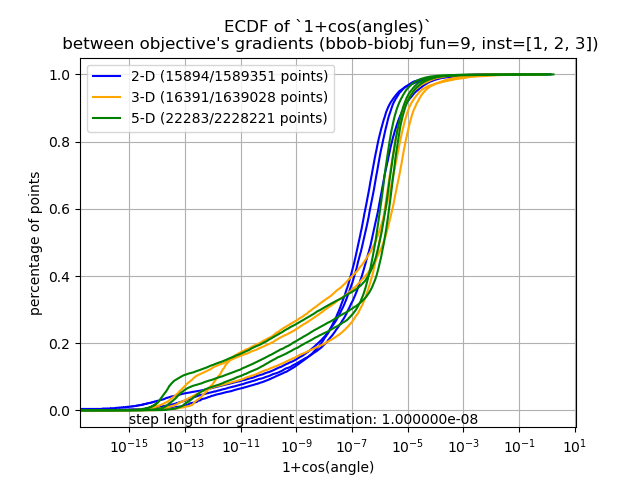 ECDF of `1+cos(angles)`
between objective's gradients (bbob-biobj fun=9, inst=[1, 2, 3])
2-D (15894/1589351 points)
3-D (16391/1639028 points)
5-D (22283/2228221 points)
1.0
0.8
0.6
0.4
0.2
0.0
percentage of points
step length for gradient estimation: 1.000000e-08
10⁻¹⁵ 10⁻¹³ 10⁻¹¹ 10⁻⁹ 10⁻⁷ 10⁻⁵ 10⁻³ 10⁻¹ 10¹
1+cos(angle)